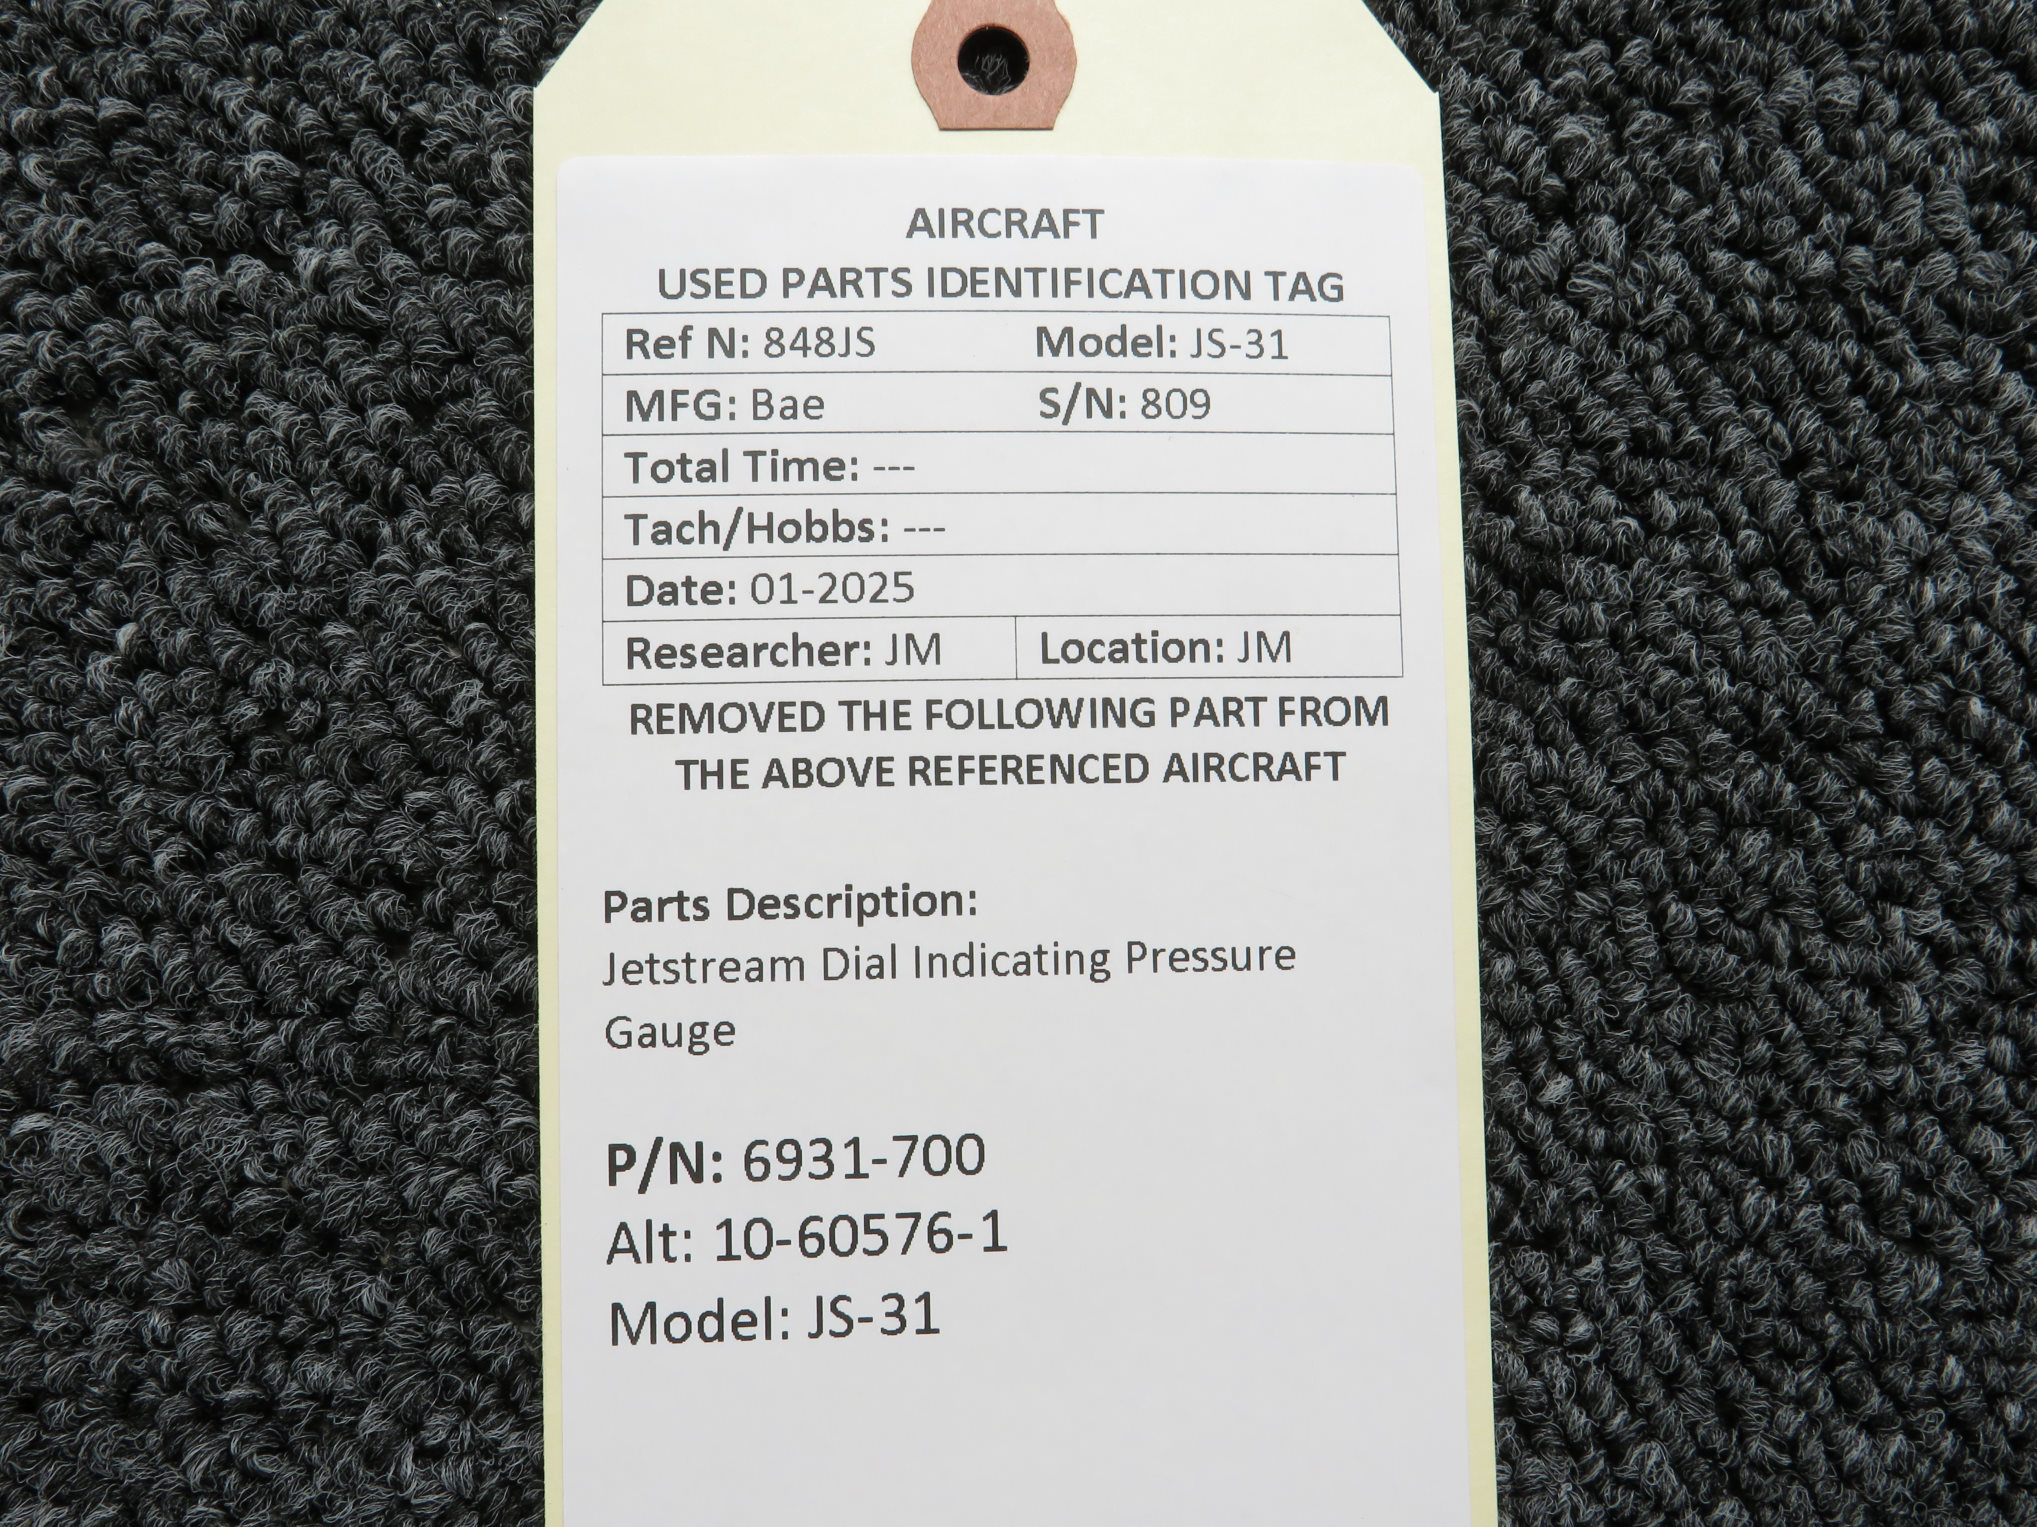 AIRCRAFT
USED PARTS IDENTIFICATION TAG
Ref N: 848JS Model: JS-31
MFG: Bae S/N: 809
Total Time: ---
Tach/Hobbs: ---
Date: 01-2025
Researcher: JM Location: JM
REMOVED THE FOLLOWING PART FROM
THE ABOVE REFERENCED AIRCRAFT
Parts Description:
Jetstream Dial Indicating Pressure
Gauge
P/N: 6931-700
Alt: 10-60576-1
Model: JS-31